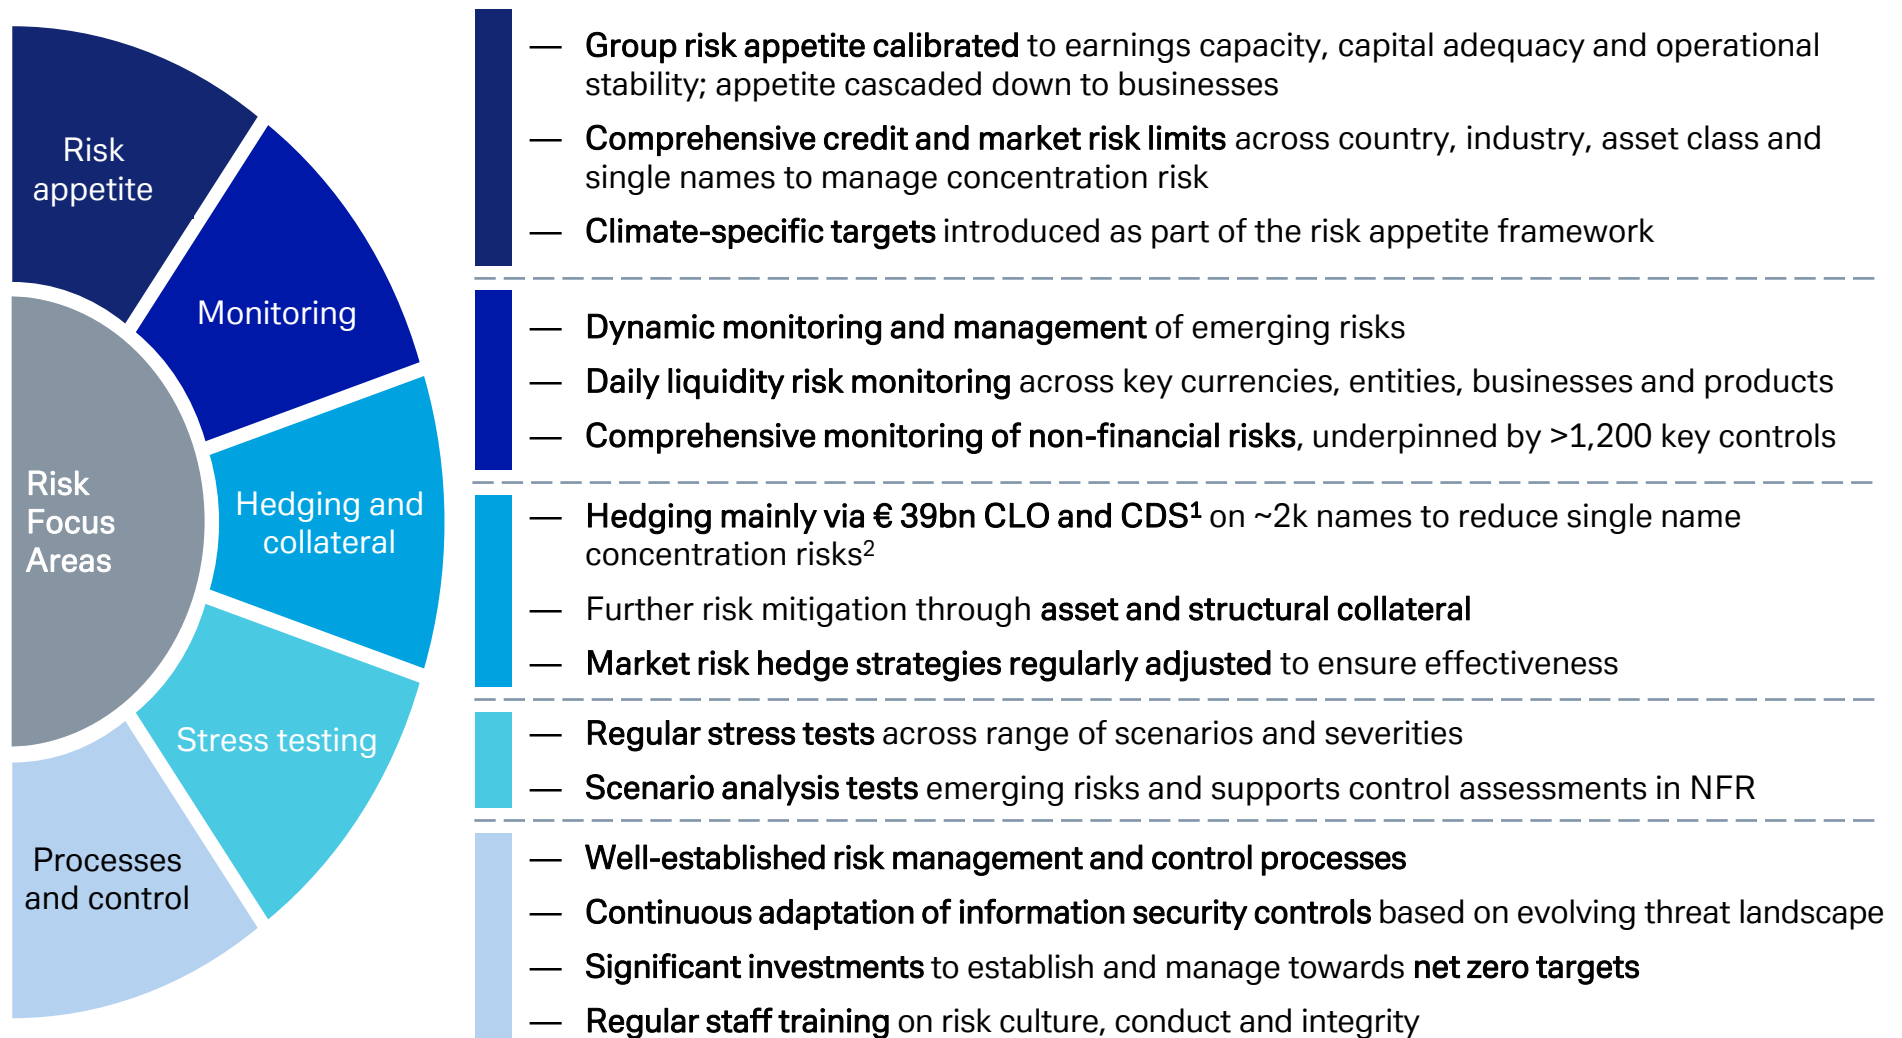 Risk
appetite
Monitoring
Hedging and
collateral
Stress testing
Processes
and control
Risk
Focus
Areas
— Group risk appetite calibrated to earnings capacity, capital adequacy and operational
stability; appetite cascaded down to businesses
— Comprehensive credit and market risk limits across country, industry, asset class and
single names to manage concentration risk
— Climate-specific targets introduced as part of the risk appetite framework
— Dynamic monitoring and management of emerging risks
— Daily liquidity risk monitoring across key currencies, entities, businesses and products
— Comprehensive monitoring of non-financial risks, underpinned by >1,200 key controls
— Hedging mainly via € 39bn CLO and CDS¹ on ~2k names to reduce single name
concentration risks²
— Further risk mitigation through asset and structural collateral
— Market risk hedge strategies regularly adjusted to ensure effectiveness
— Regular stress tests across range of scenarios and severities
— Scenario analysis tests emerging risks and supports control assessments in NFR
— Well-established risk management and control processes
— Continuous adaptation of information security controls based on evolving threat landscape
— Significant investments to establish and manage towards net zero targets
— Regular staff training on risk culture, conduct and integrity